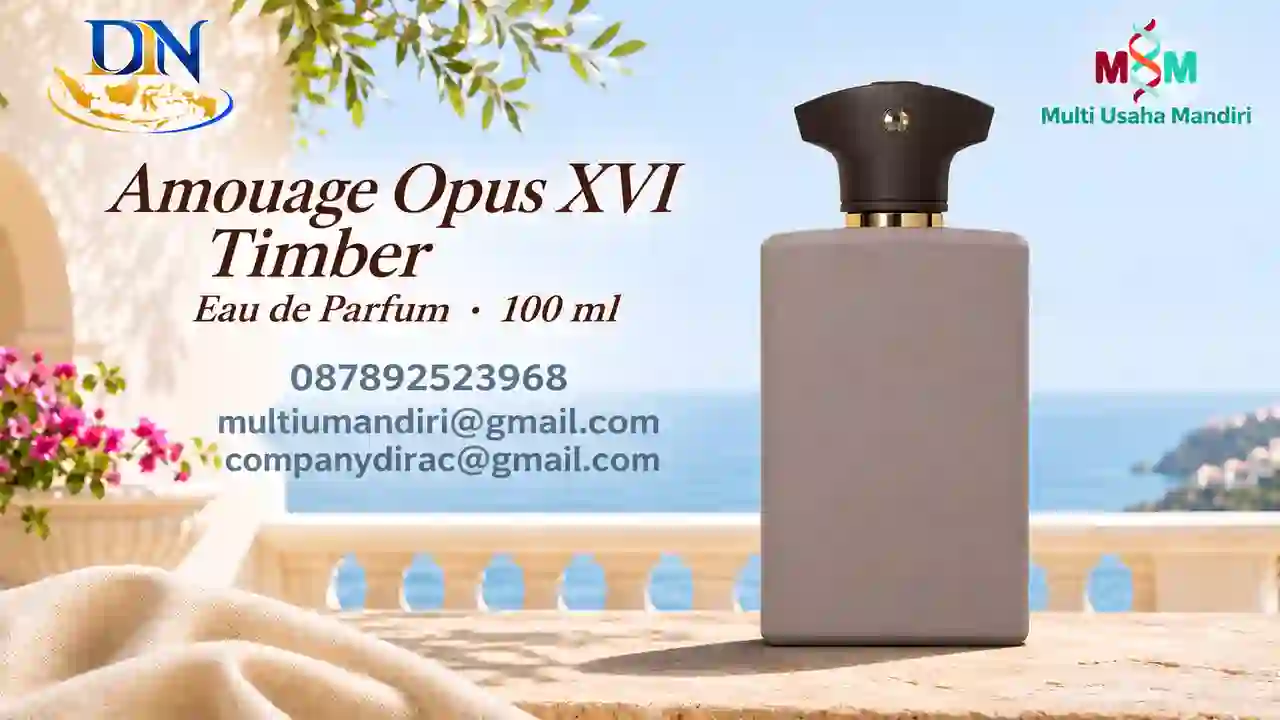 DN
M M
Multi Usaha Mandiri
Amouage Opus XVI
Timber
Eau de Parfum • 100 ml
087892523968
multiumandiri@gmail.com
companydirac@gmail.com